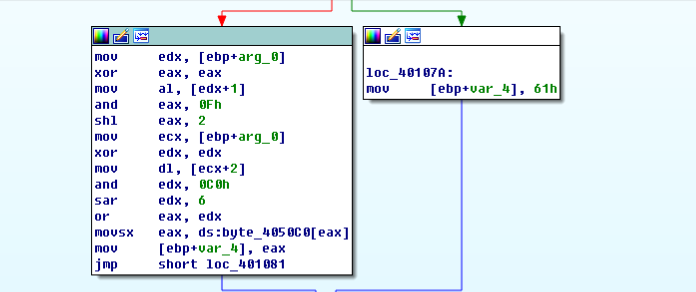 mov edx, [ebp+arg_0]
xor eax, eax
mov al, [edx+1]
and eax, 0Fh
shl eax, 2
mov ecx, [ebp+arg_0]
xor edx, edx
mov dl, [ecx+2]
and edx, 0C0h
sar edx, 6
or eax, edx
movsx eax, ds:byte_4050C0[eax]
mov [ebp+var_4], eax
jmp short loc_401081
loc_40107A:
mov [ebp+var_4], 61h